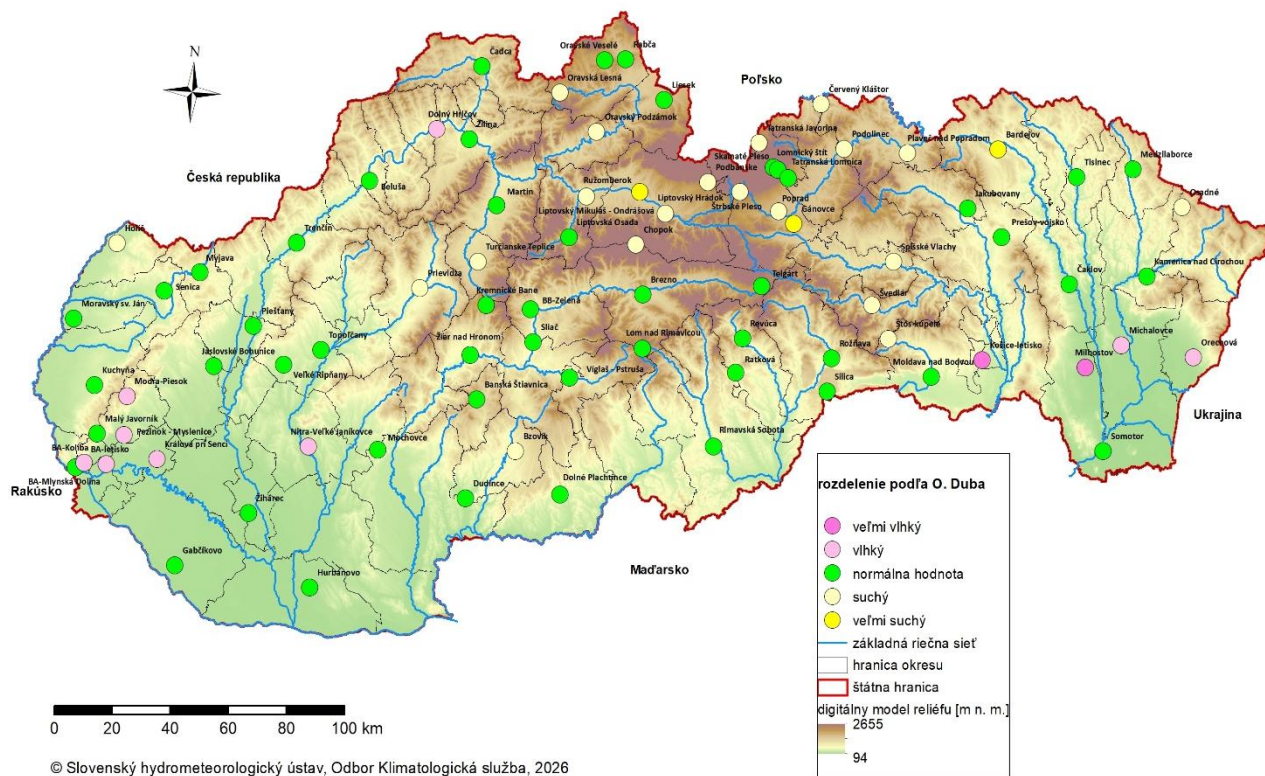 N
Oravské Veselé
Rabča
Čadca
Poľsko
Oravská Lesná
Liesek
Červený Kláštor
Dolný Hričov
Oravský Podzámok
Žilina
Tatranská Javorina
Podolínec
Plaveč nad Popradom
Bardejov
Skalnaté Pleso
Lomnický štít
Medzilaborce
Tatranská Lomnica
Podbanské
Tisinec
Česká republika
Beluša
Ružomberok
Martin
Liptovský Hrádok
Štrbské Pleso
Poprad
Jakubovany
Osadné
Liptovský Mikuláš - Ondrášová
Gánovce
Liptovská Osada
Prešov-vojsko
Holíč
Trenčín
Turčianske Teplice
Chopok
Spišské Vlachy
Myjava
Prievidza
Telgárt
Kamenica nad Cirochou
Senica
Čaklov
Moravský sv. Ján
Kremnické Bane
BB-Zelená
Brezno
Švedlár
Piešťany
Topoľčany
Sliač
Lom nad Rimavicou
Revúca
Štós-kúpele
Michalovce
Jaslovské Bohunice
Žiar nad Hronom
Rožňava
Košice-letisko
Milhostov
Orechová
Veľké Ripňany
Ratková
Moldava nad Bodvou
Kuchyňa
Modra-Piesok
Víglaš - Pstruša
Banská Štiavnica
Silica
Ukrajina
Malý Javorník
Pezinok - Myslenice
Nitra-Veľké Janíkovce
Mochovce
Bzovík
Rimavská Sobota
Somotor
BA-Koliba
BA-letisko
Kráľová pri Senci
Rakúsko
BA-Mlynská Dolina
Dudince
Dolné Plachtince
Žihárec
Gabčíkovo
Hurbanovo
Maďarsko
rozdelenie podľa O. Duba
veľmi vlhký
vlhký
normálna hodnota
suchý
veľmi suchý
základná riečna sieť
hranica okresu
štátna hranica
digitálny model reliéfu [m n. m.]
2655
94
0 20 40 60 80 100 km
© Slovenský hydrometeorologický ústav, Odbor Klimatologická služba, 2026